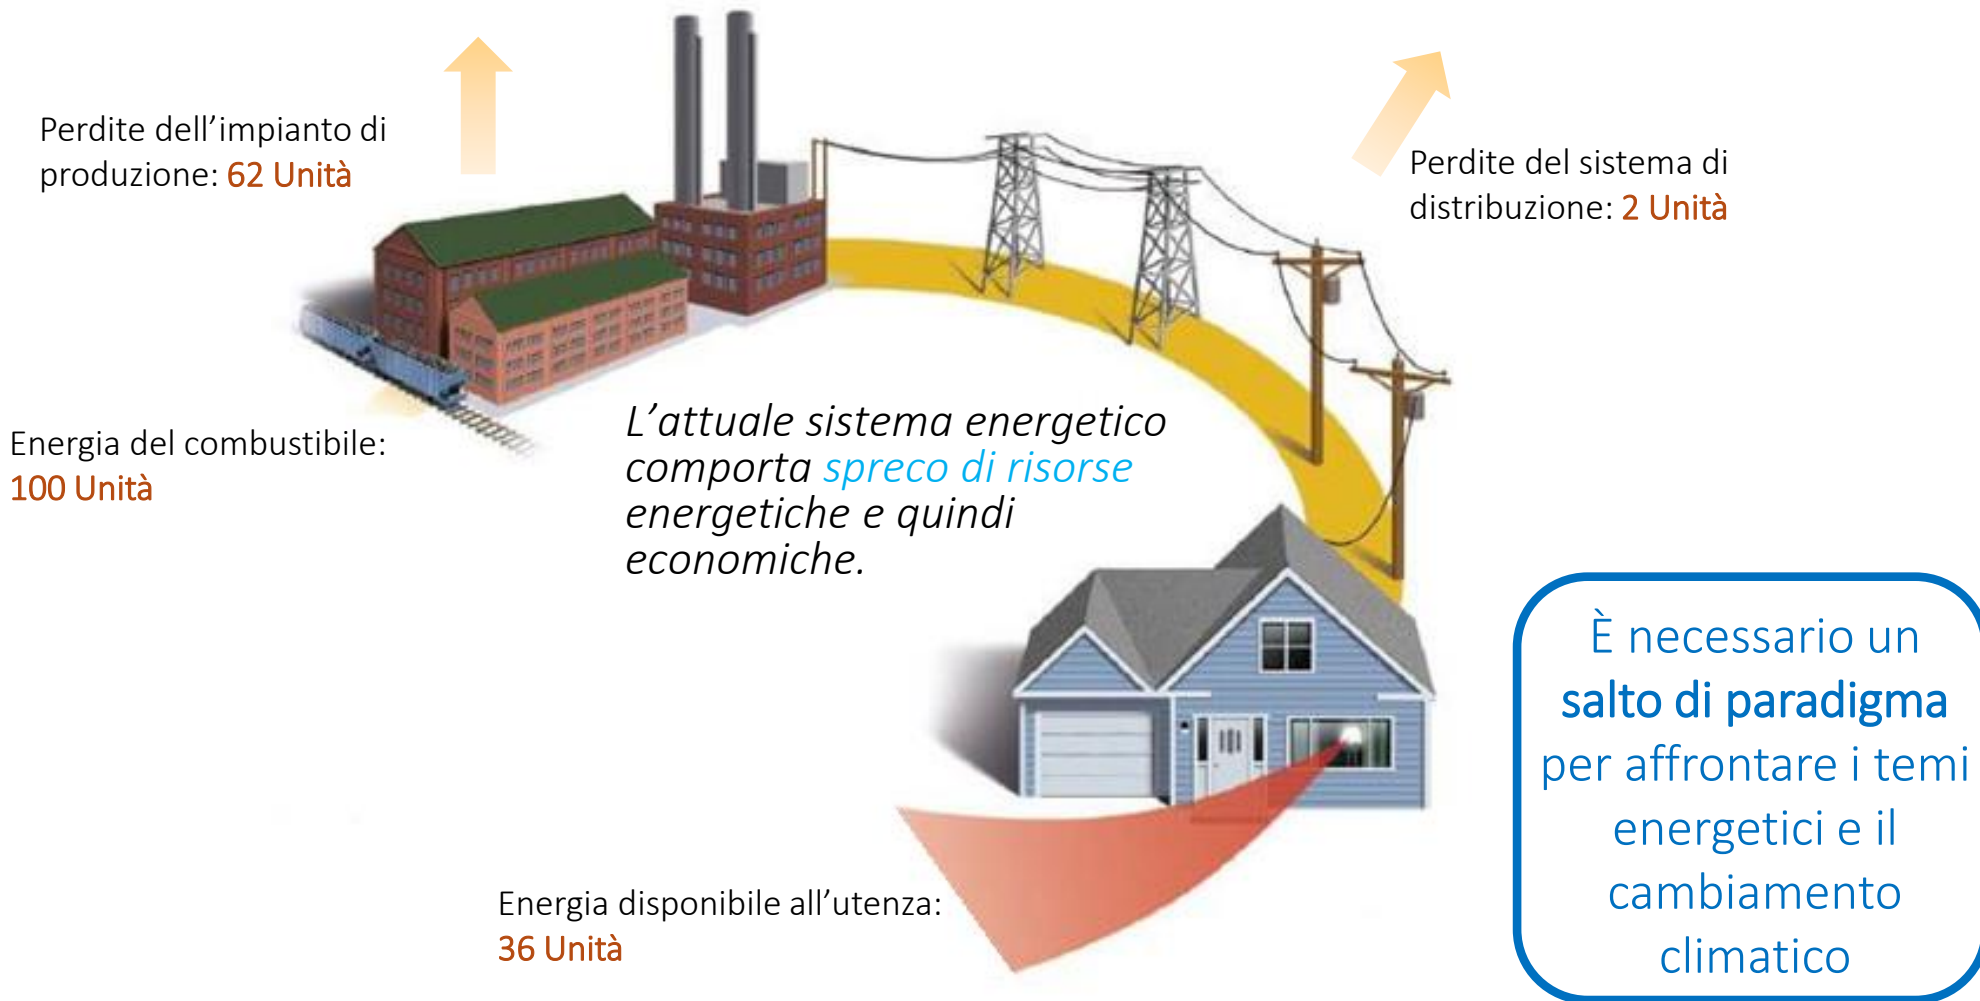 Perdite dell’impianto di
produzione: 62 Unità
Perdite del sistema di
distribuzione: 2 Unità
Energia del combustibile:
100 Unità
L’attuale sistema energetico
comporta spreco di risorse
energetiche e quindi
economiche.
Energia disponibile all’utenza:
36 Unità
È necessario un
salto di paradigma
per affrontare i temi
energetici e il
cambiamento
climatico